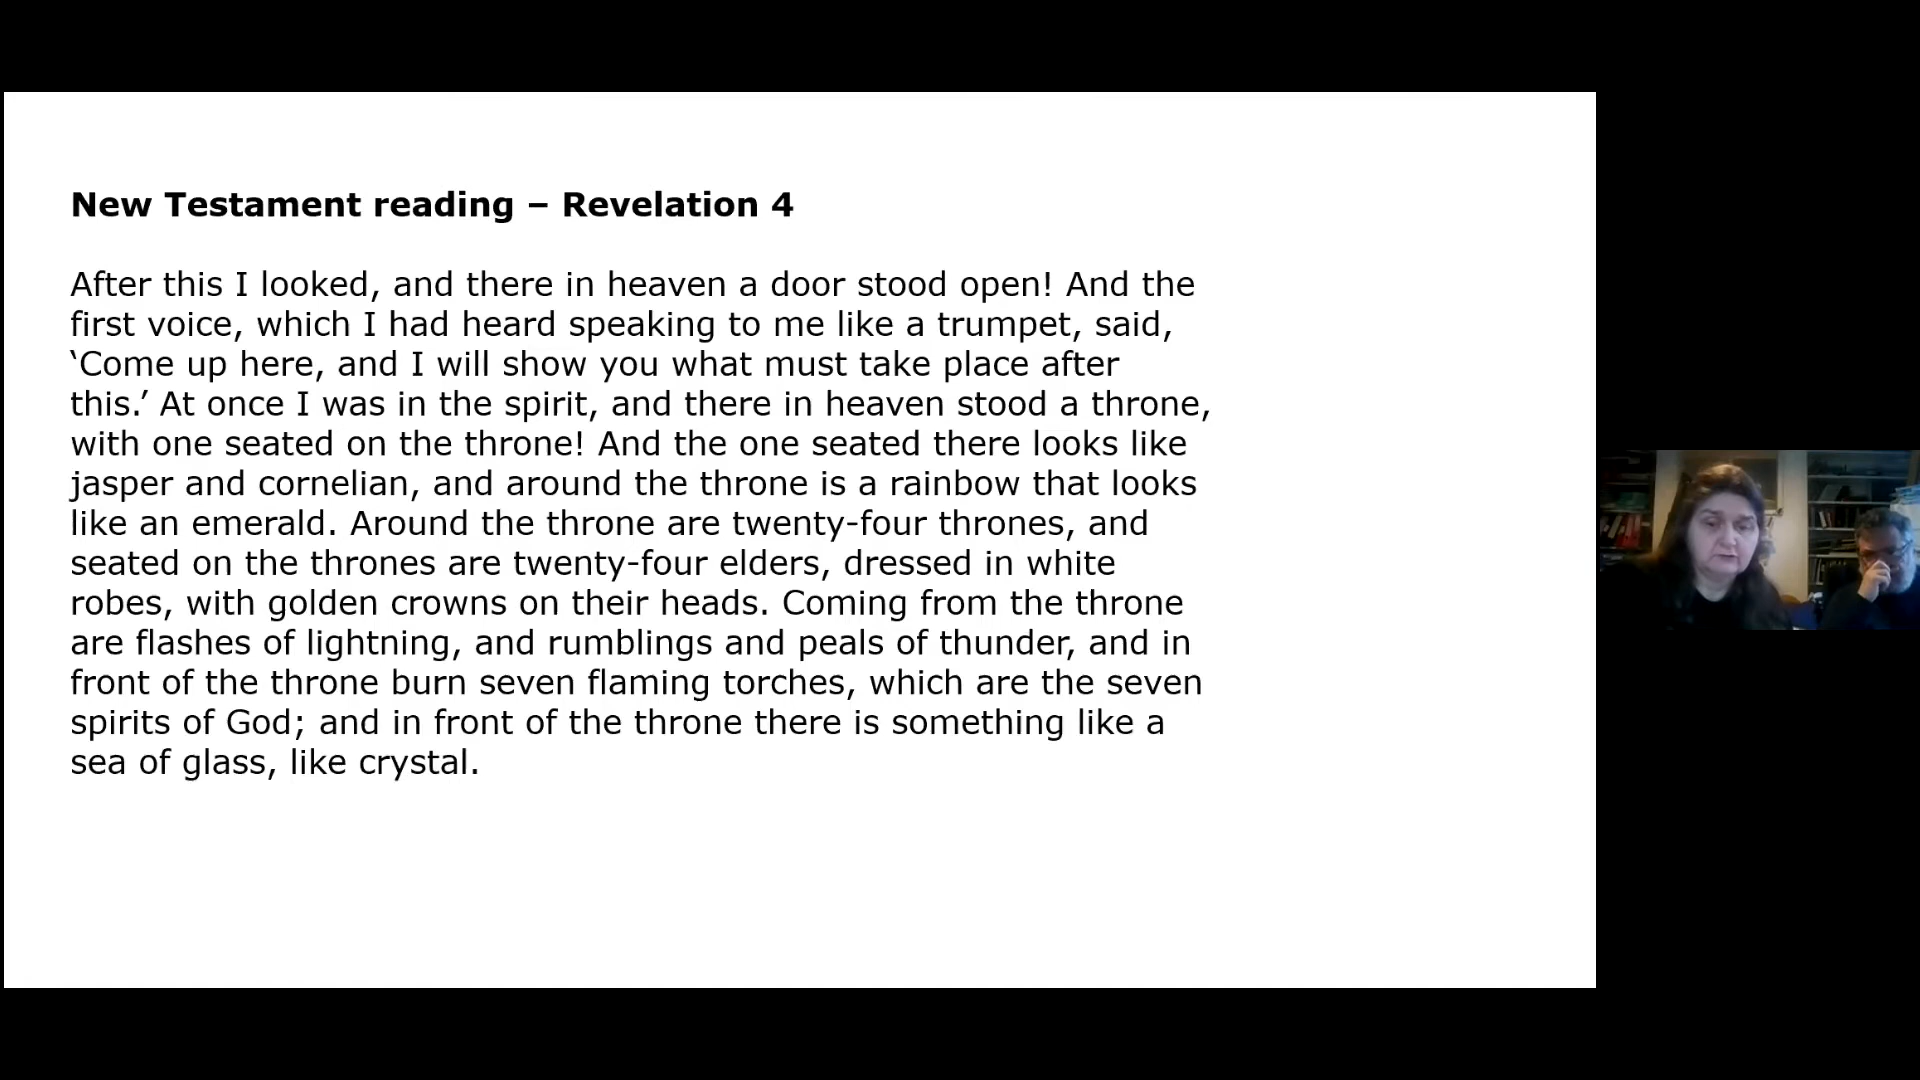 New Testament reading – Revelation 4
After this I looked, and there in heaven a door stood open! And the
first voice, which I had heard speaking to me like a trumpet, said,
‘Come up here, and I will show you what must take place after
this.’ At once I was in the spirit, and there in heaven stood a throne,
with one seated on the throne! And the one seated there looks like
jasper and cornelian, and around the throne is a rainbow that looks
like an emerald. Around the throne are twenty-four thrones, and
seated on the thrones are twenty-four elders, dressed in white
robes, with golden crowns on their heads. Coming from the throne
are flashes of lightning, and rumblings and peals of thunder, and in
front of the throne burn seven flaming torches, which are the seven
spirits of God; and in front of the throne there is something like a
sea of glass, like crystal.